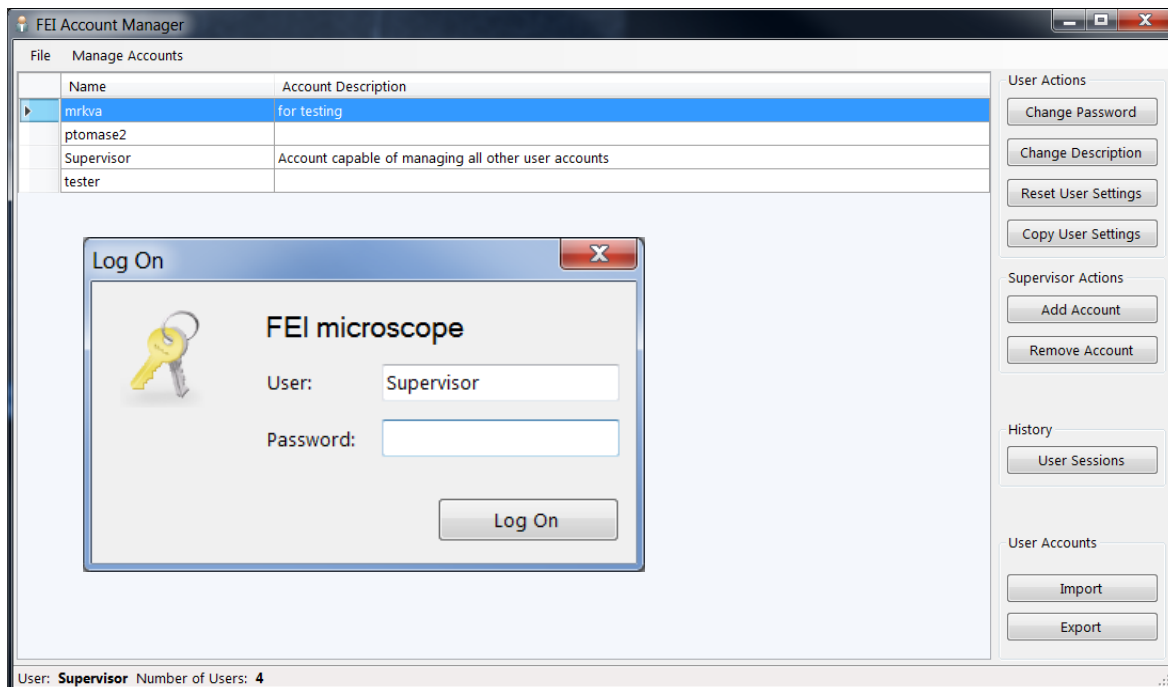 FEI Account Manager
File Manage Accounts
Name Account Description
mrkva for testing
ptomase2
Supervisor Account capable of managing all other user accounts
tester
Log On
FEI microscope
User: Supervisor
Password:
Log On
User Actions
Change Password
Change Description
Reset User Settings
Copy User Settings
Supervisor Actions
Add Account
Remove Account
History
User Sessions
User Accounts
Import
Export
User: Supervisor Number of Users: 4